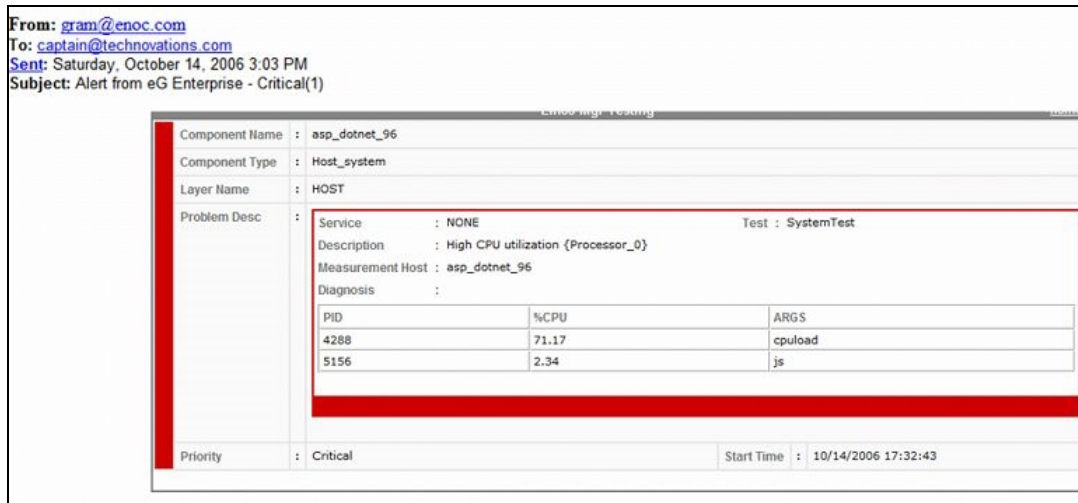 From: gram@enoc.com
To: captain@technovations.com
Sent: Saturday, October 14, 2006 3:03 PM
Subject: Alert from eG Enterprise - Critical(1)
Component Name : asp_dotnet_96
Component Type : Host_system
Layer Name : HOST
Problem Desc :
Service : NONE Test : SystemTest
Description : High CPU utilization {Processor_0}
Measurement Host : asp_dotnet_96
Diagnosis :
PID %CPU ARGS
4288 71.17 cpuload
5156 2.34 js
Priority : Critical Start Time : 10/14/2006 17:32:43